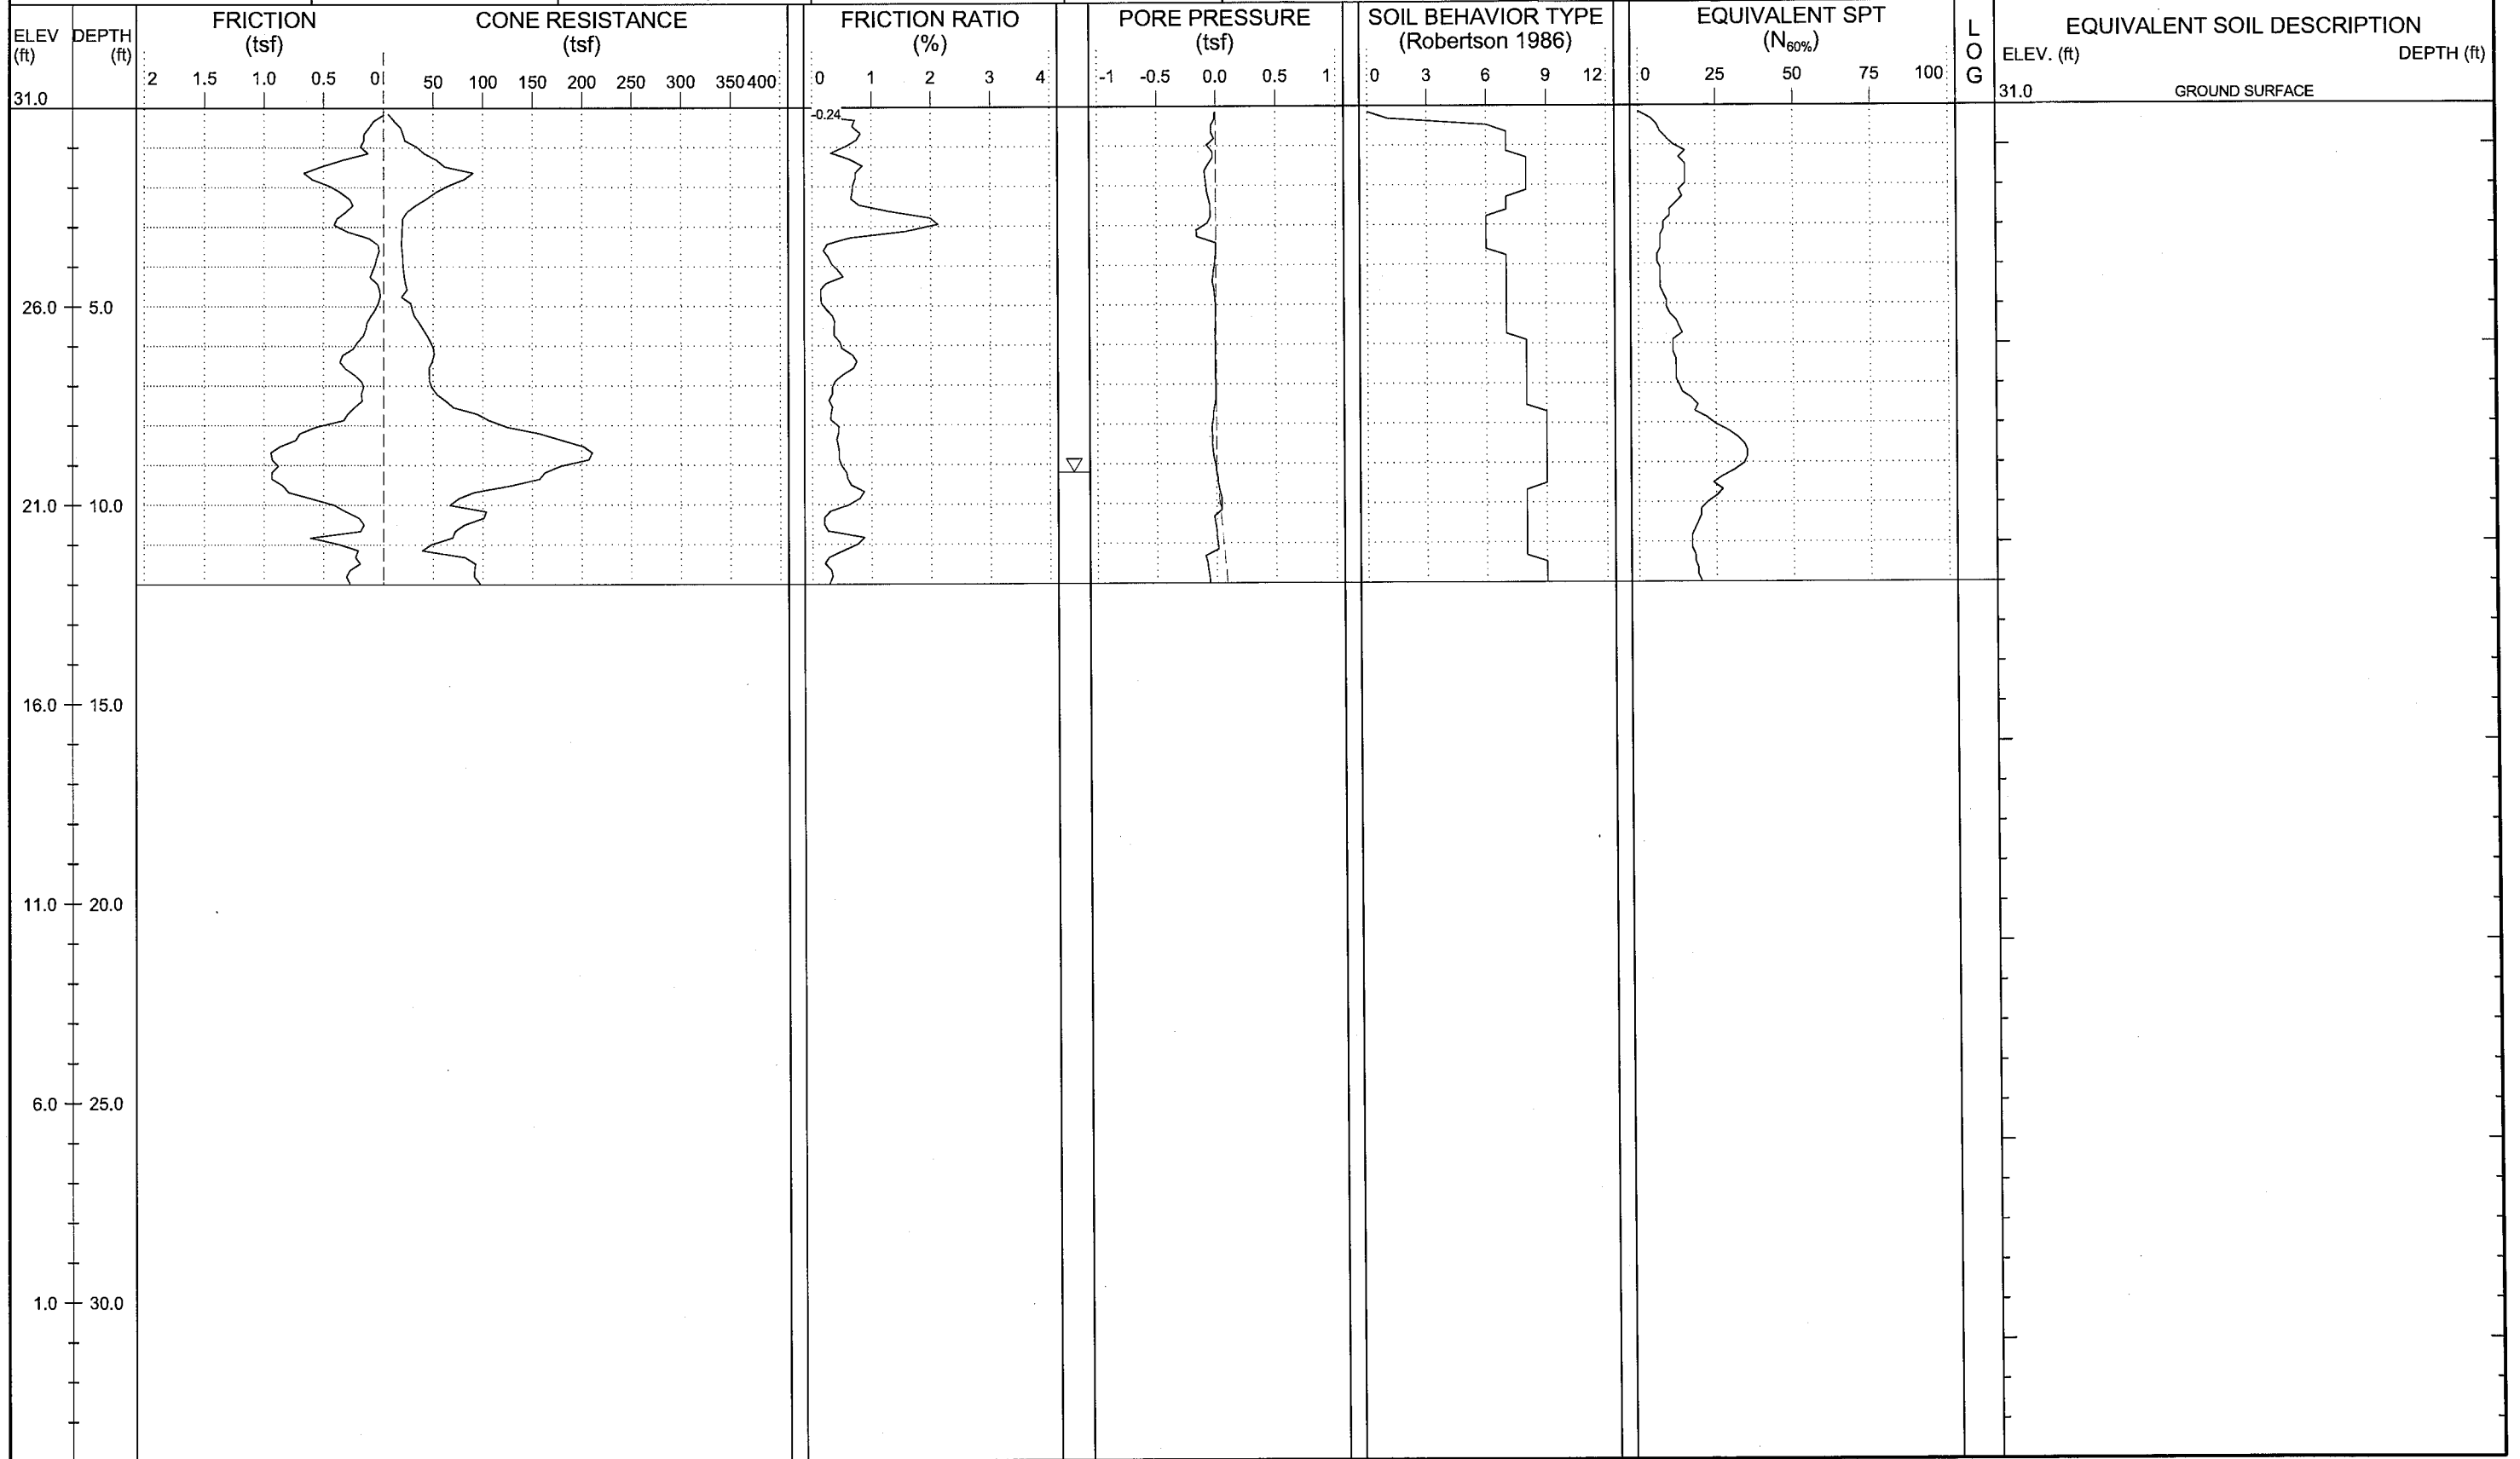 ELEV
(ft)
DEPTH
(ft)
FRICTION
(tsf)
CONE RESISTANCE
(tsf)
FRICTION RATIO
(%)
PORE PRESSURE
(tsf)
SOIL BEHAVIOR TYPE
(Robertson 1986)
EQUIVALENT SPT
(N60%)
L
O
G
EQUIVALENT SOIL DESCRIPTION
ELEV. (ft) DEPTH (ft)
2 1.5 1.0 0.5 0 50 100 150 200 250 300 350 400
0 1 2 3 4
-1 -0.5 0.0 0.5 1
0 3 6 9 12
0 25 50 75 100
31.0
31.0 GROUND SURFACE
-0.24
26.0 5.0
21.0 10.0
16.0 15.0
11.0 20.0
6.0 25.0
1.0 30.0